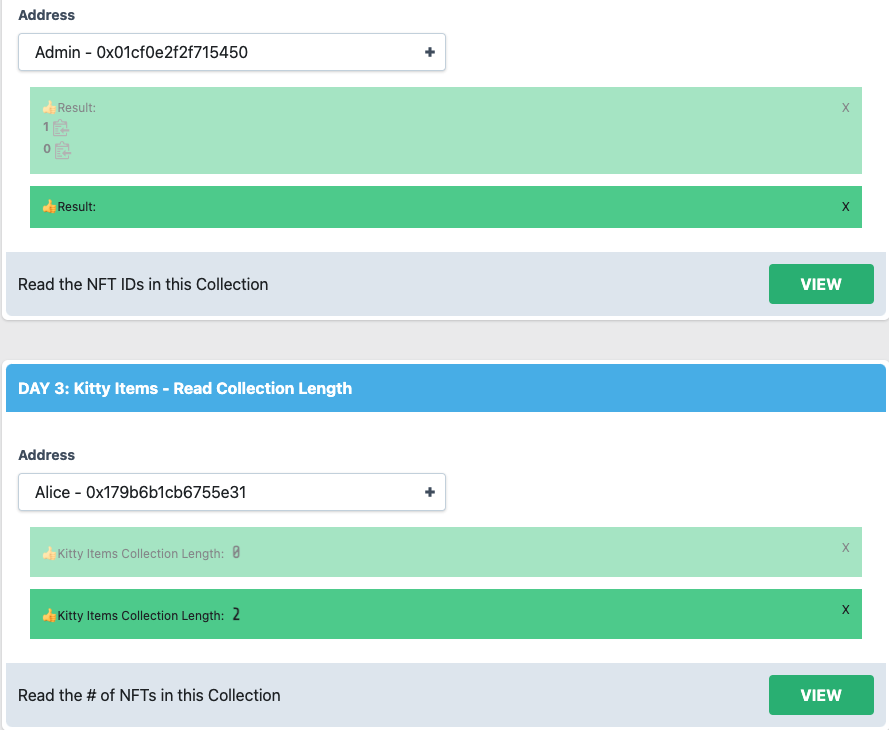 Address
Admin - 0x01cf0e2f2f715450 +
👍Result: X
1
0
👍Result: X
Read the NFT IDs in this Collection VIEW
DAY 3: Kitty Items - Read Collection Length
Address
Alice - 0x179b6b1cb6755e31 +
👍Kitty Items Collection Length: 0 X
👍Kitty Items Collection Length: 2 X
Read the # of NFTs in this Collection VIEW